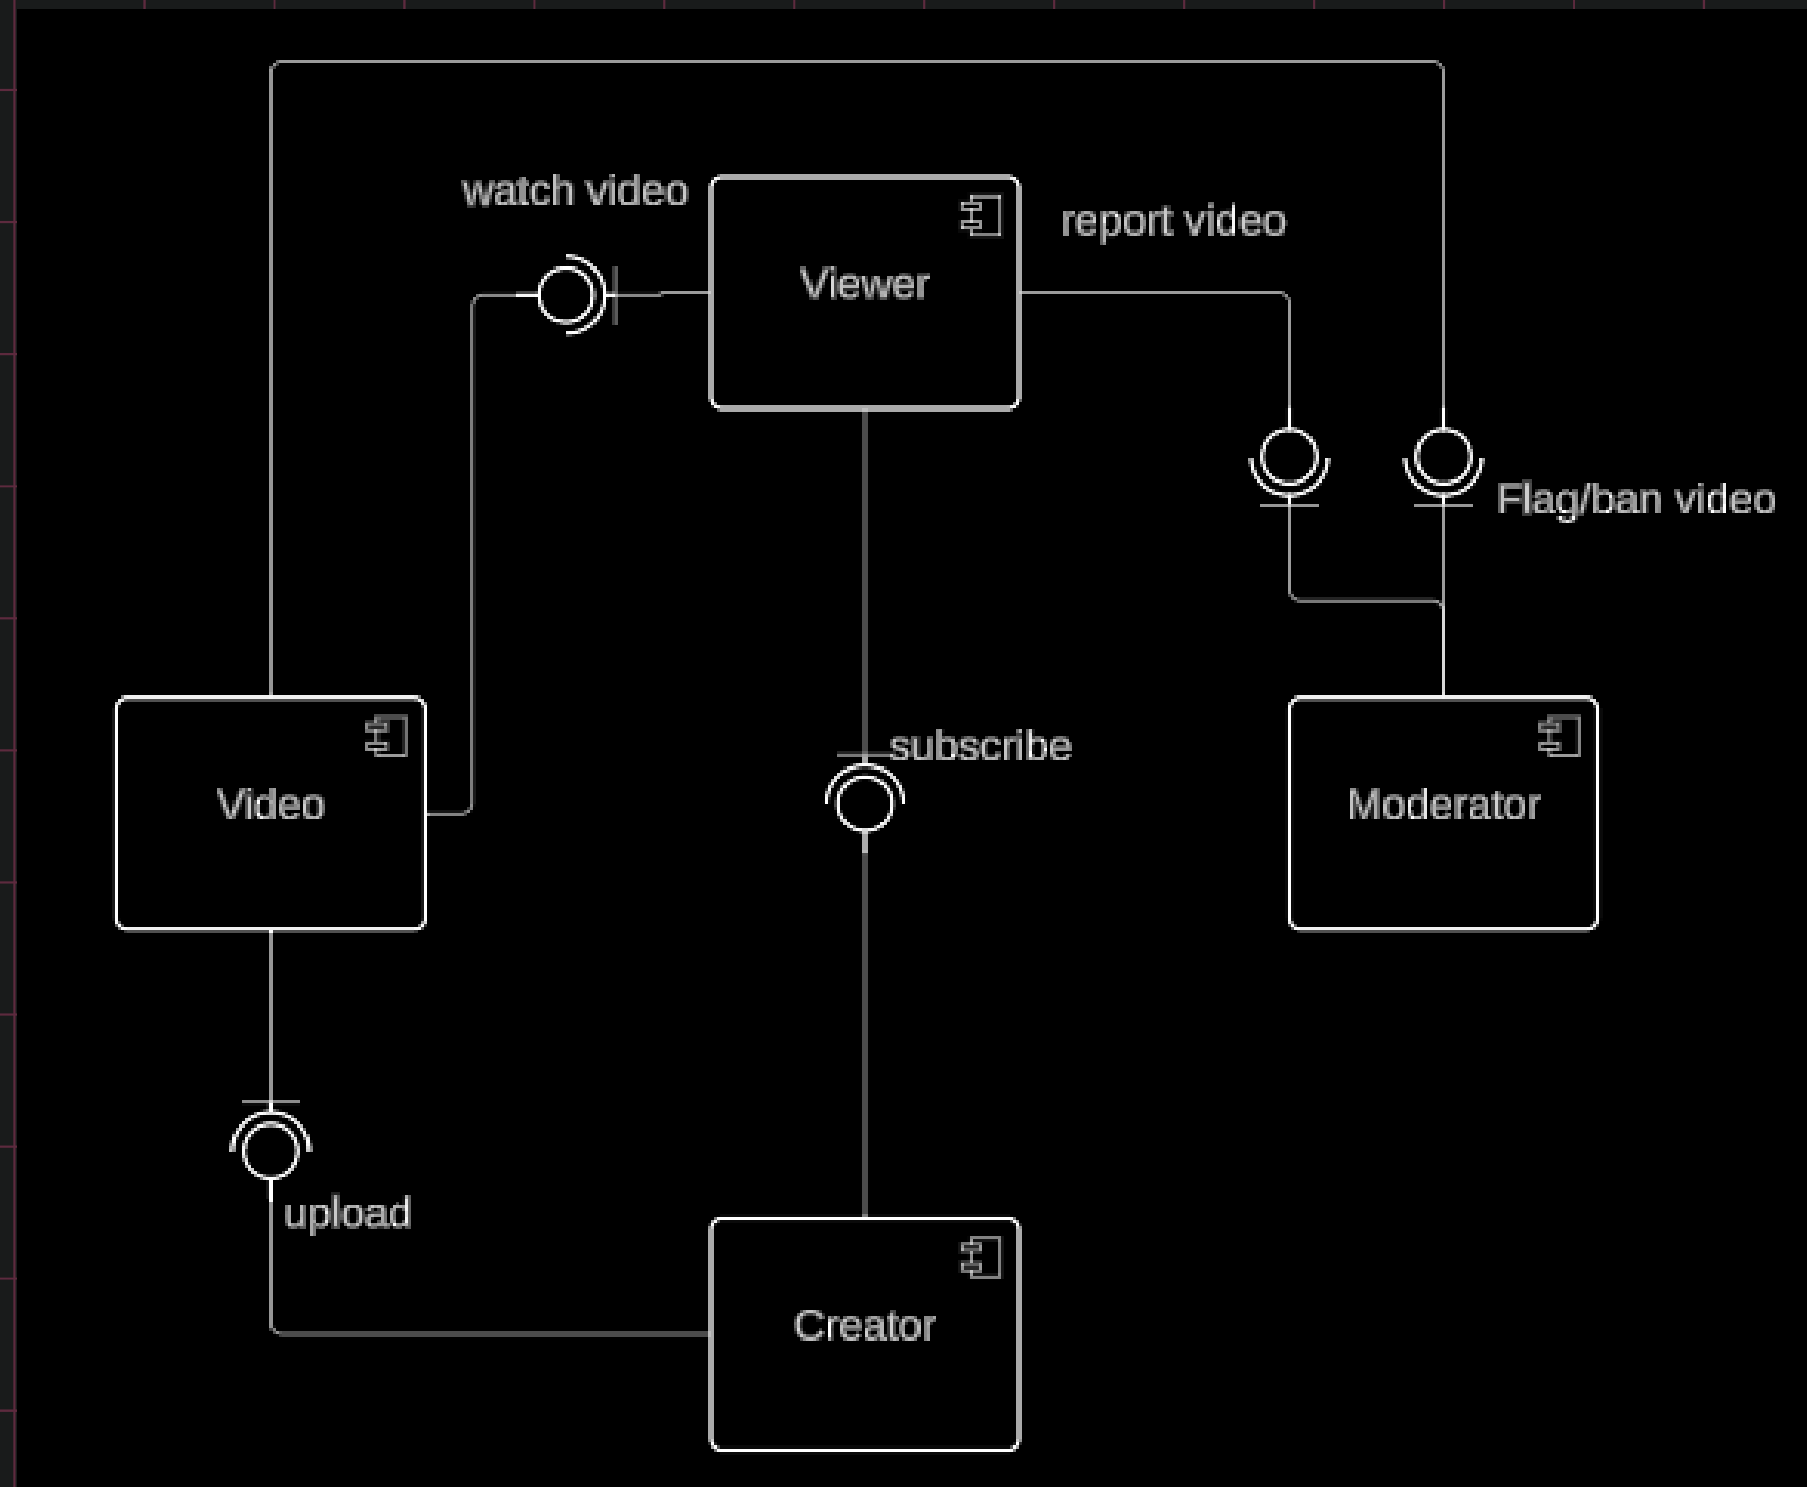 watch video
Viewer
report video
Flag/ban video
subscribe
Video
Moderator
upload
Creator